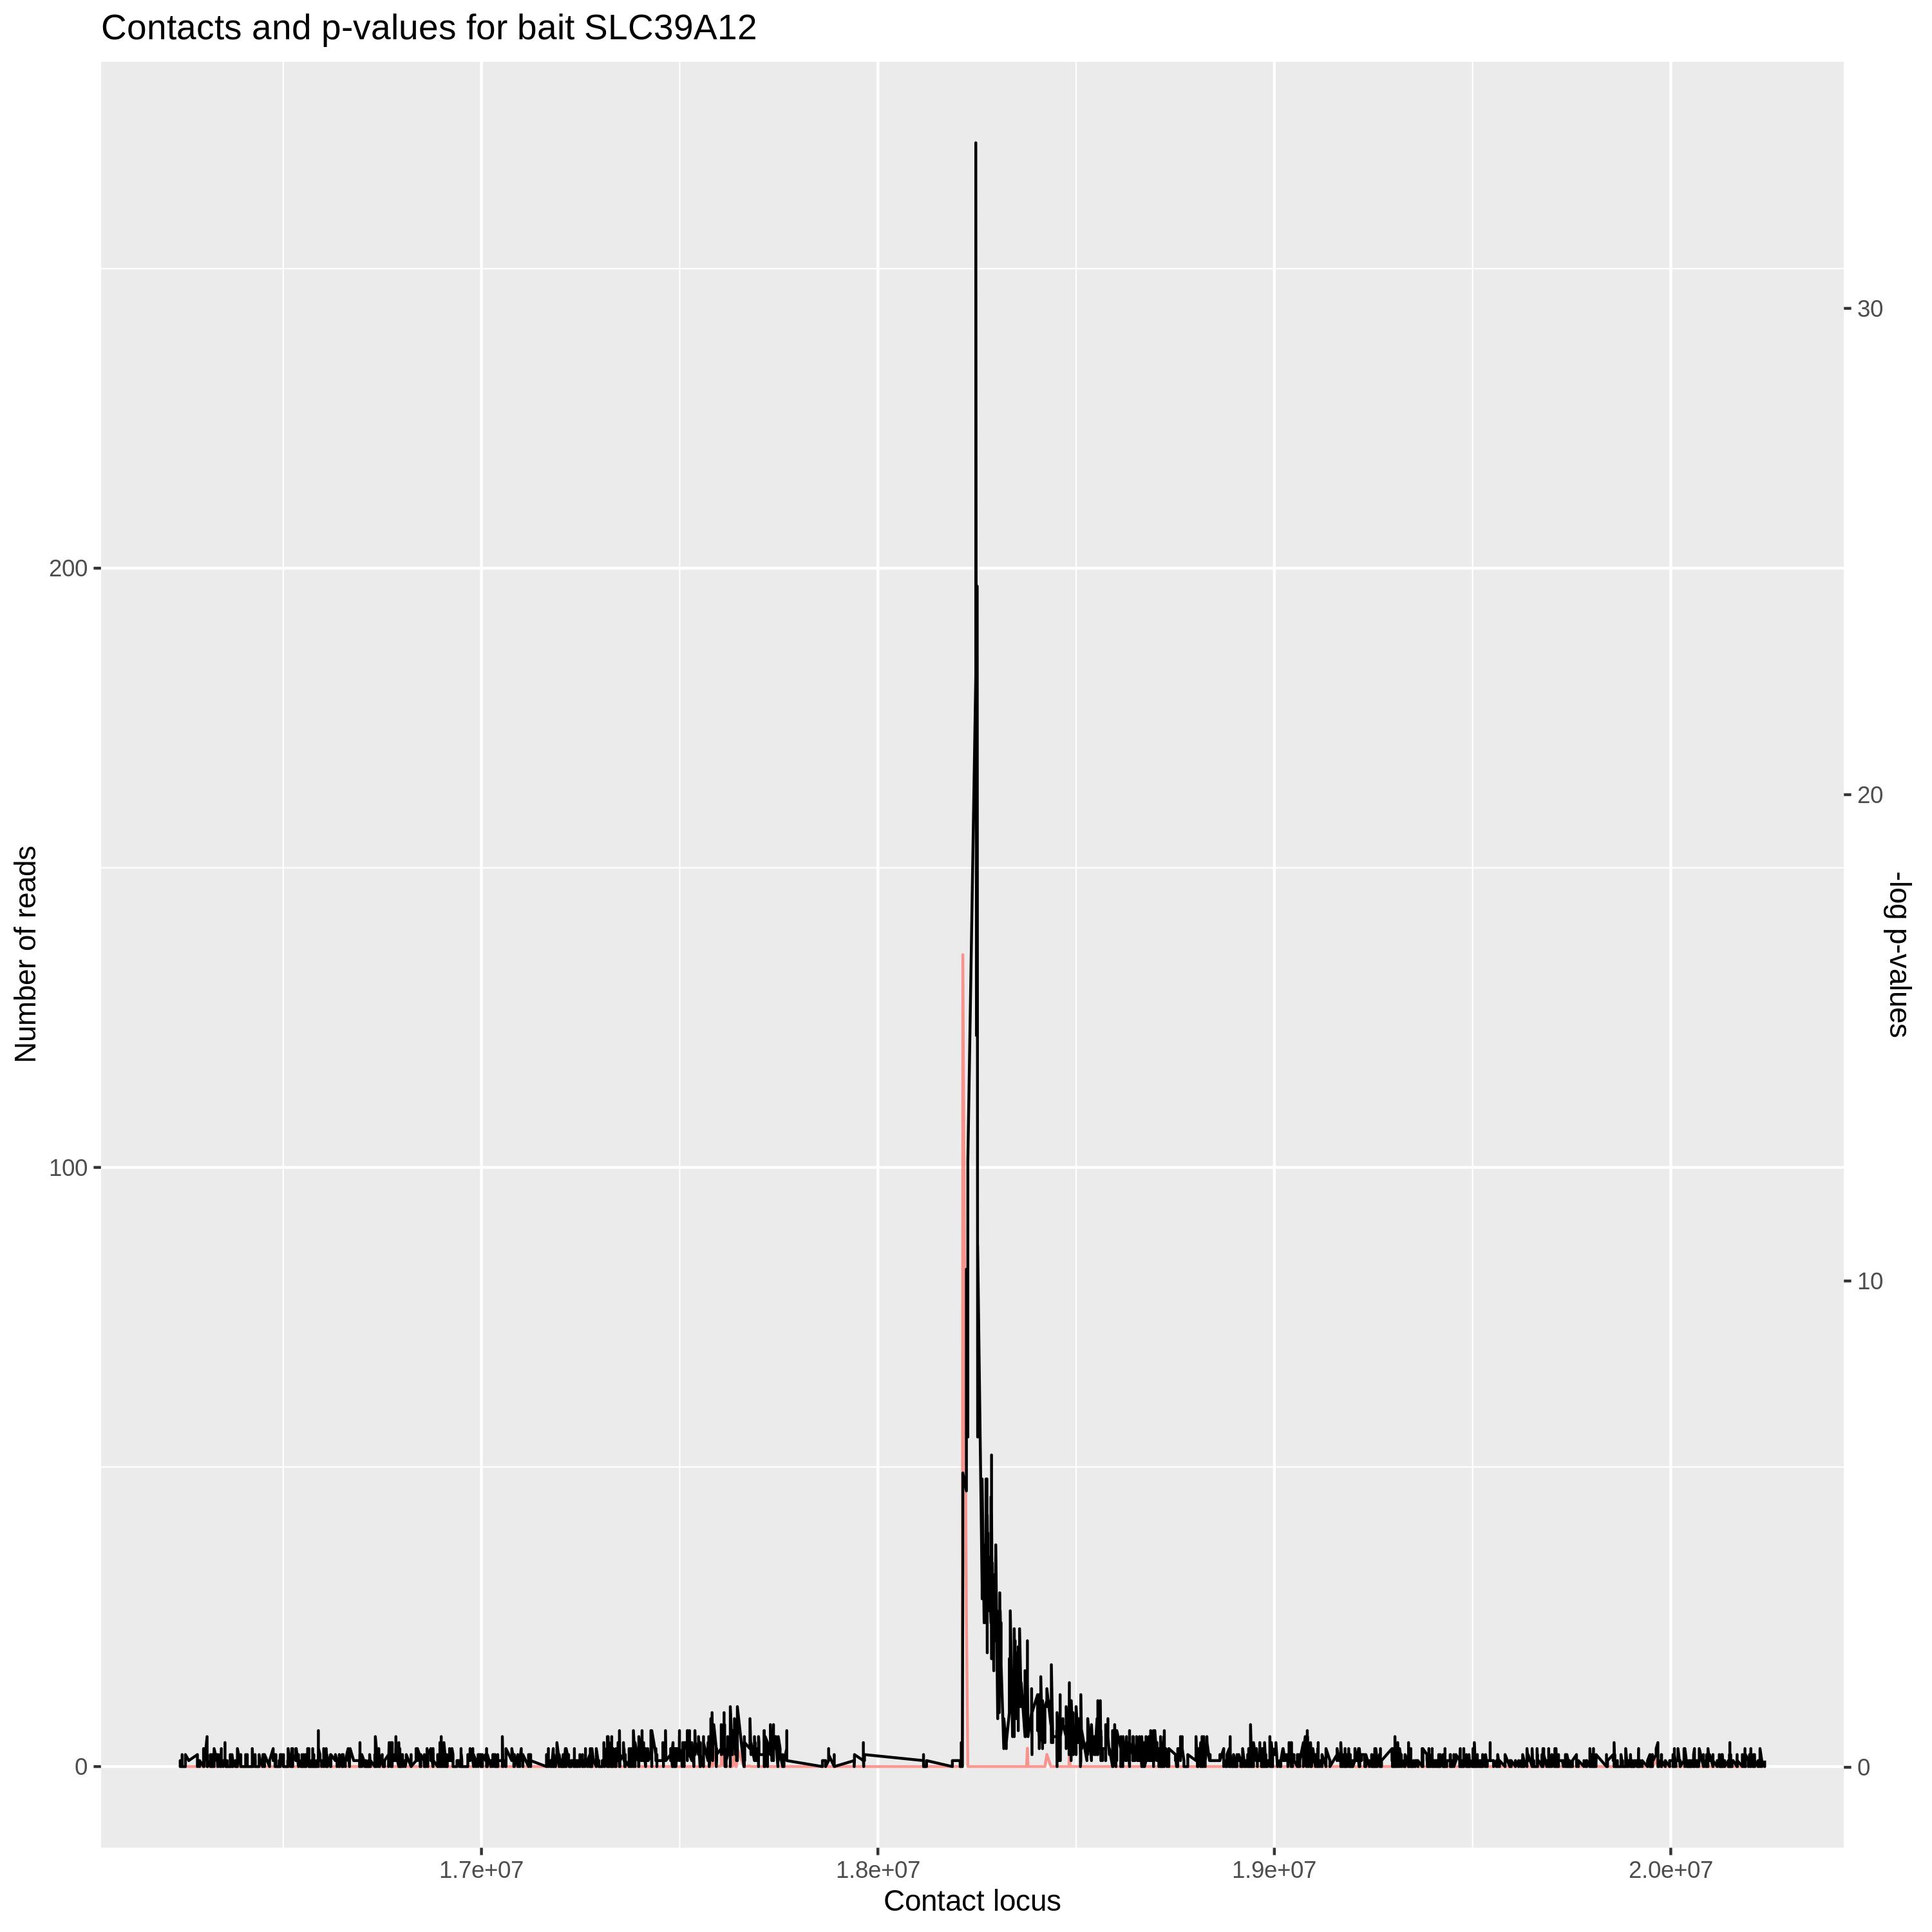 Contacts and p-values for bait SLC39A12
Number of reads
200
100
0
30
20
10
0
-log p-values
1.7e+07
1.8e+07
1.9e+07
2.0e+07
Contact locus